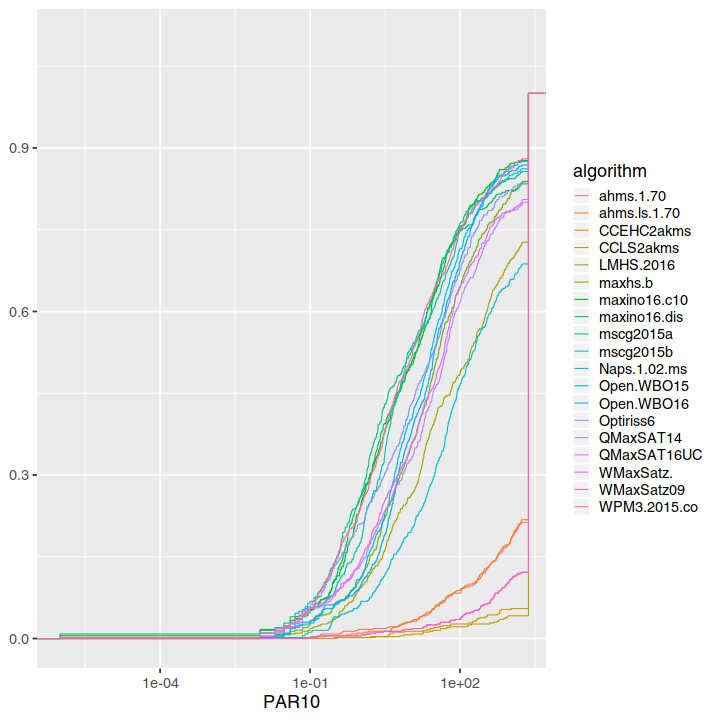 0.9
0.6
0.3
0.0
1e-04
1e-01
1e+02
PAR10
algorithm
ahms.1.70
ahms.ls.1.70
CCEHC2akms
CCLS2akms
LMHS.2016
maxhs.b
maxino16.c10
maxino16.dis
mscg2015a
mscg2015b
Naps.1.02.ms
Open.WBO15
Open.WBO16
Optiriss6
QMaxSAT14
QMaxSAT16UC
WMaxSatz.
WMaxSatz09
WPM3.2015.co